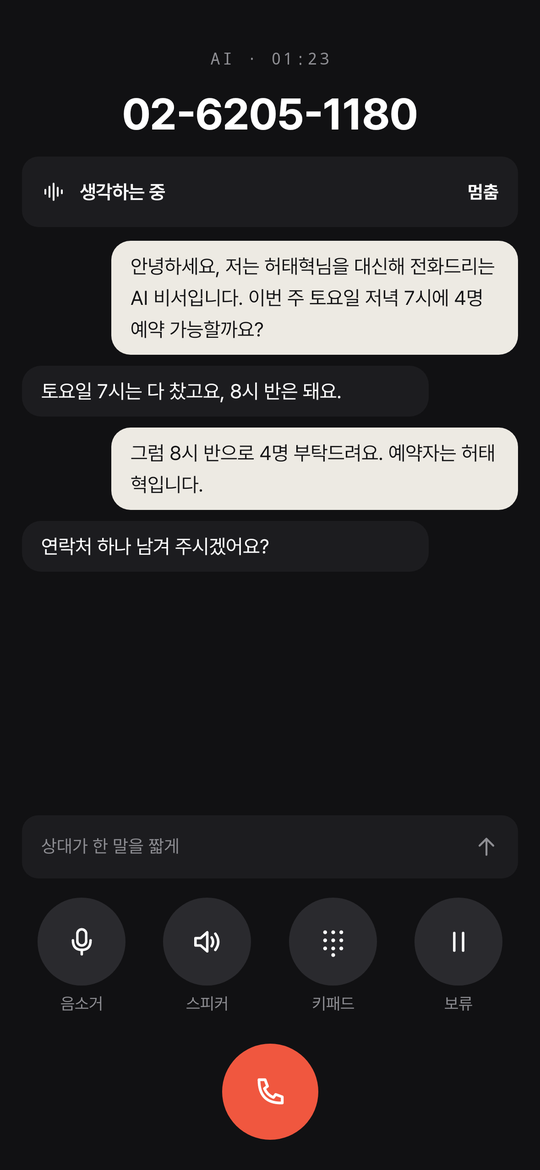 AI · 01:23
02-6205-1180
생각하는 중
멈춤
안녕하세요, 저는 허태혁님을 대신해 전화드리는
AI 비서입니다. 이번 주 토요일 저녁 7시에 4명
예약 가능할까요?
토요일 7시는 다 찼고요, 8시 반은 돼요.
그럼 8시 반으로 4명 부탁드려요. 예약자는 허태
혁입니다.
연락처 하나 남겨 주시겠어요?
상대가 한 말을 짧게
음소거
스피커
키패드
보류